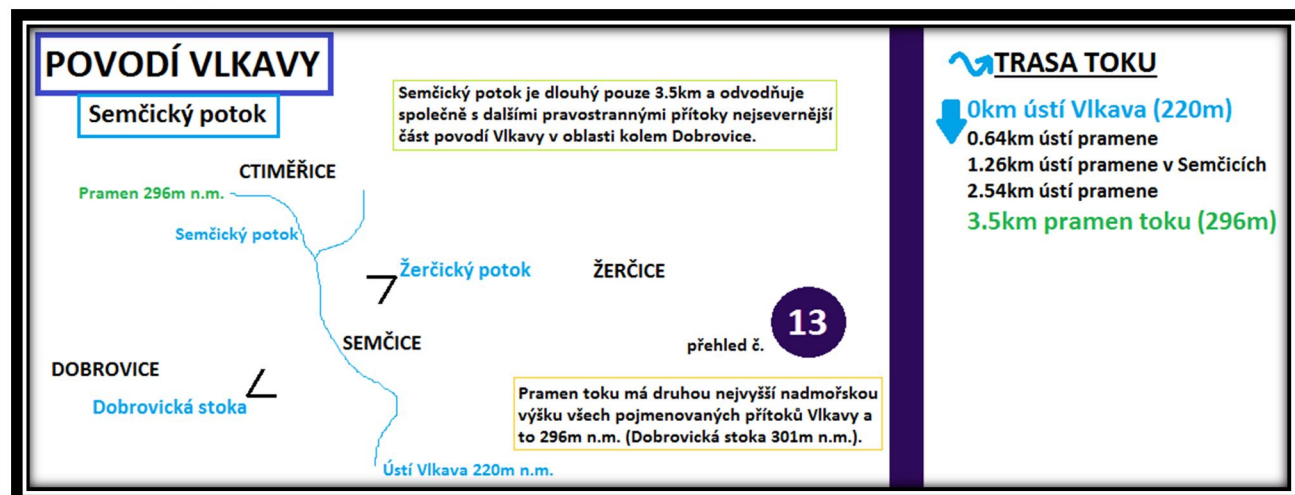 POVODÍ VLKAVY
Semčický potok
Semčický potok je dlouhý pouze 3.5km a odvodňuje
společně s dalšími pravostrannými přítoky nejsevernější
část povodí Vlkavy v oblasti kolem Dobrovice.
CTIMĚŘICE
Pramen 296m n.m.
Semčický potok
Žerčický potok
ŽERČICE
13
přehled č.
SEMČICE
DOBROVICE
Dobrovická stoka
Pramen toku má druhou nejvyšší nadmořskou
výšku všech pojmenovaných přítoků Vlkavy a
to 296m n.m. (Dobrovická stoka 301m n.m.).
Ústí Vlkava 220m n.m.
TRASA TOKU
0km ústí Vlkava (220m)
0.64km ústí pramene
1.26km ústí pramene v Semčicích
2.54km ústí pramene
3.5km pramen toku (296m)